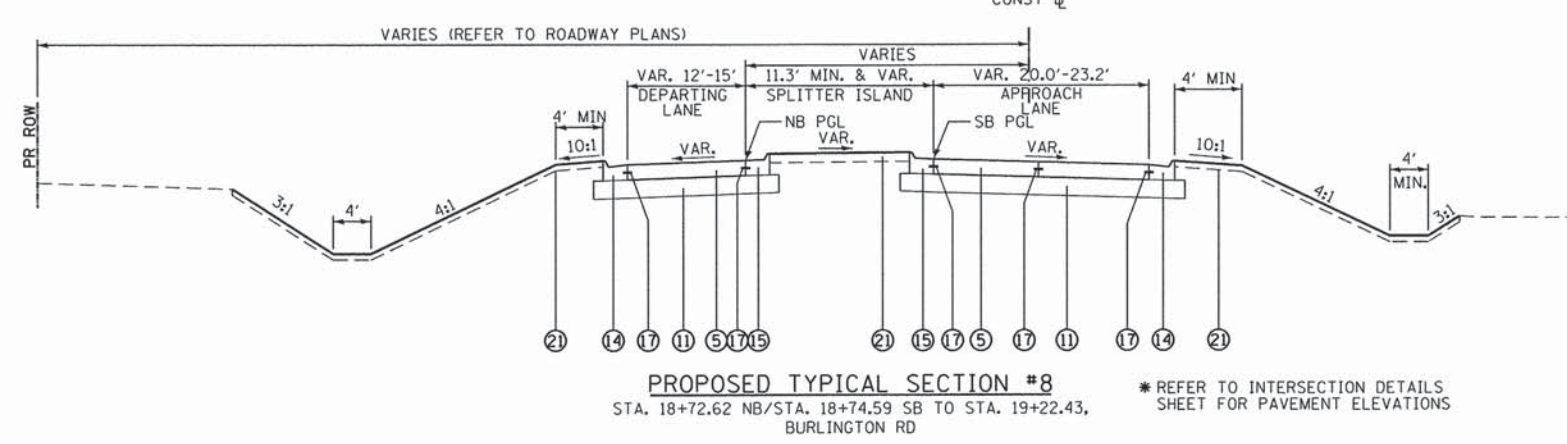 CONST ℄
VARIES (REFER TO ROADWAY PLANS)
VARIES
VAR. 12'-15'
DEPARTING
LANE
11.3' MIN. & VAR.
SPLITTER ISLAND
VAR. 20.0'-23.2'
APPROACH
LANE
4' MIN
4' MIN
PR ROW
NB PGL
SB PGL
10:1
VAR.
VAR.
VAR.
10:1
4'
MIN.
3:1
4'
4:1
4:1
3:1
21 14 17 11 5 17 15 21 15 17 5 17 11 17 14 21
PROPOSED TYPICAL SECTION #8
STA. 18+72.62 NB/STA. 18+74.59 SB TO STA. 19+22.43,
BURLINGTON RD
* REFER TO INTERSECTION DETAILS
SHEET FOR PAVEMENT ELEVATIONS